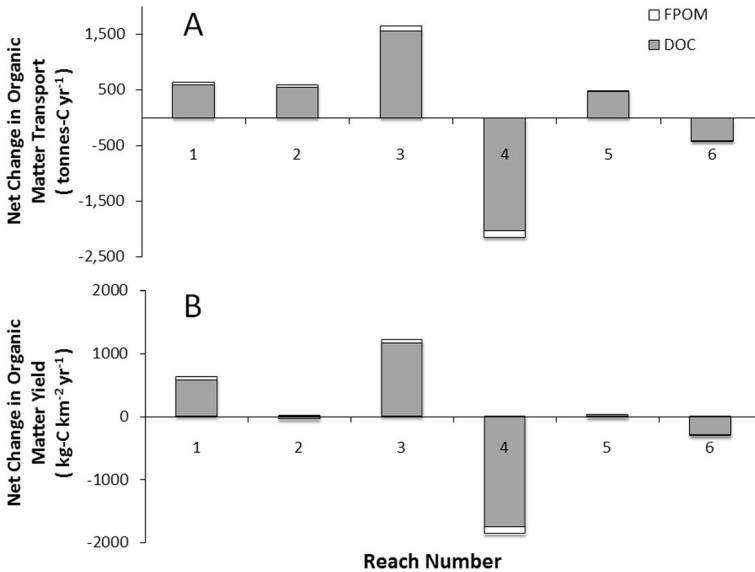 A
FPOM
DOC
Net Change in Organic
Matter Transport
( tonnes-C yr-1 )
1,500
500
-500
-1,500
-2,500
1 2 3 4 5 6
B
Net Change in Organic
Matter Yield
( kg-C km-2 yr-1 )
2000
1000
0
-1000
-2000
1 2 3 4 5 6
Reach Number